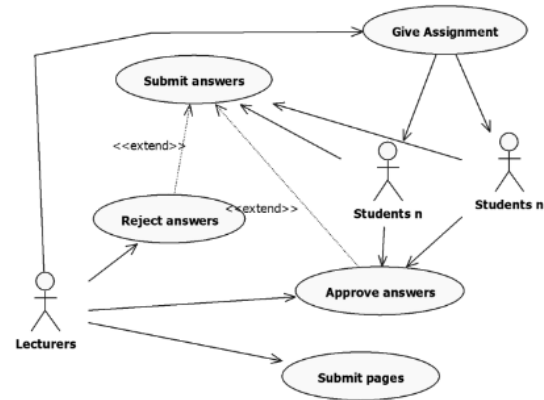 Give Assignment
Submit answers
<<extend>>
Students n
Students n
Reject answers
<<extend>>
Approve answers
Lecturers
Submit pages